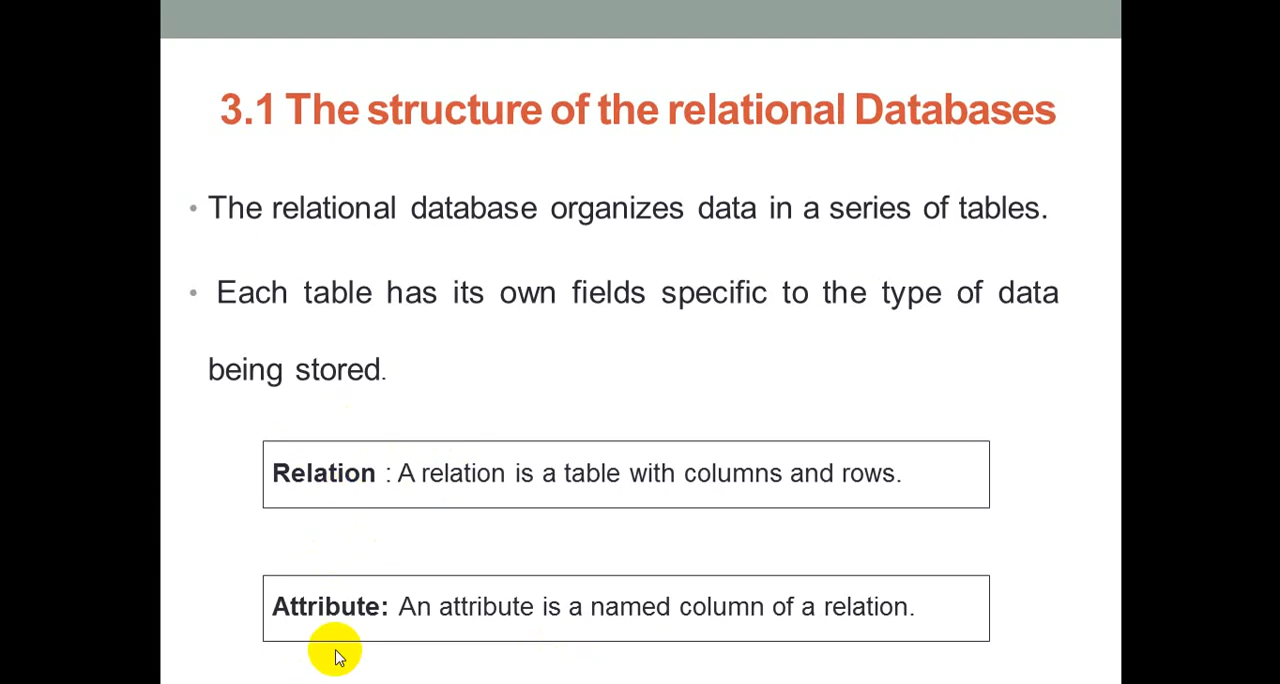 3.1 The structure of the relational Databases
• The relational database organizes data in a series of tables.
• Each table has its own fields specific to the type of data
being stored.
Relation : A relation is a table with columns and rows.
Attribute: An attribute is a named column of a relation.